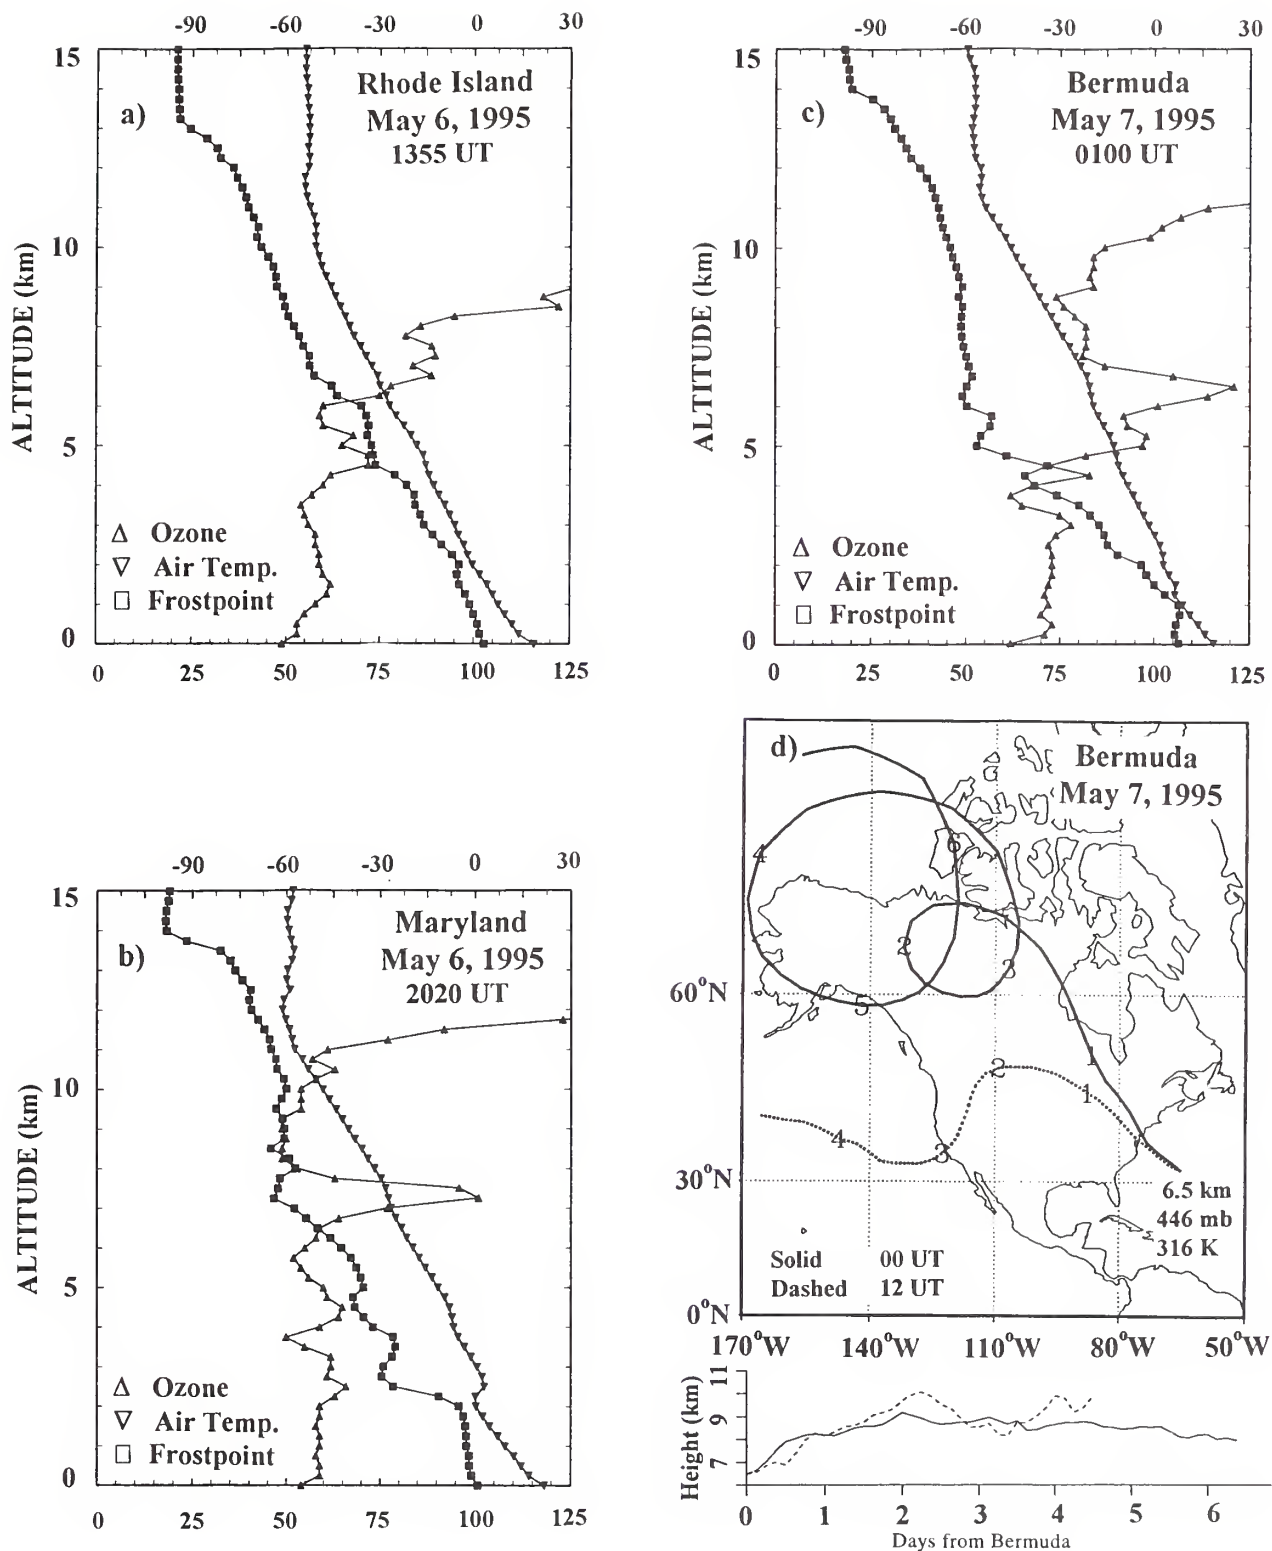 -90 -60 -30 0 30
15
Rhode Island
a)
May 6, 1995
1355 UT
10
ALTITUDE (km)
5
Ozone
Air Temp.
Frostpoint
0
0 25 50 75 100 125
-90 -60 -30 0 30
15
Bermuda
c)
May 7, 1995
0100 UT
10
ALTITUDE (km)
5
Ozone
Air Temp.
Frostpoint
0
0 25 50 75 100 125
-90 -60 -30 0 30
15
Maryland
b)
May 6, 1995
2020 UT
10
ALTITUDE (km)
5
Ozone
Air Temp.
Frostpoint
0
0 25 50 75 100 125
d)
Bermuda
May 7, 1995
4
6
2
3
60°N
5
1
2
1
4
3
30°N
6.5 km
446 mb
316 K
Solid 00 UT
Dashed 12 UT
0°N
170°W 140°W 110°W 80°W 50°W
Height (km)
11
9
7
0 1 2 3 4 5 6
Days from Bermuda